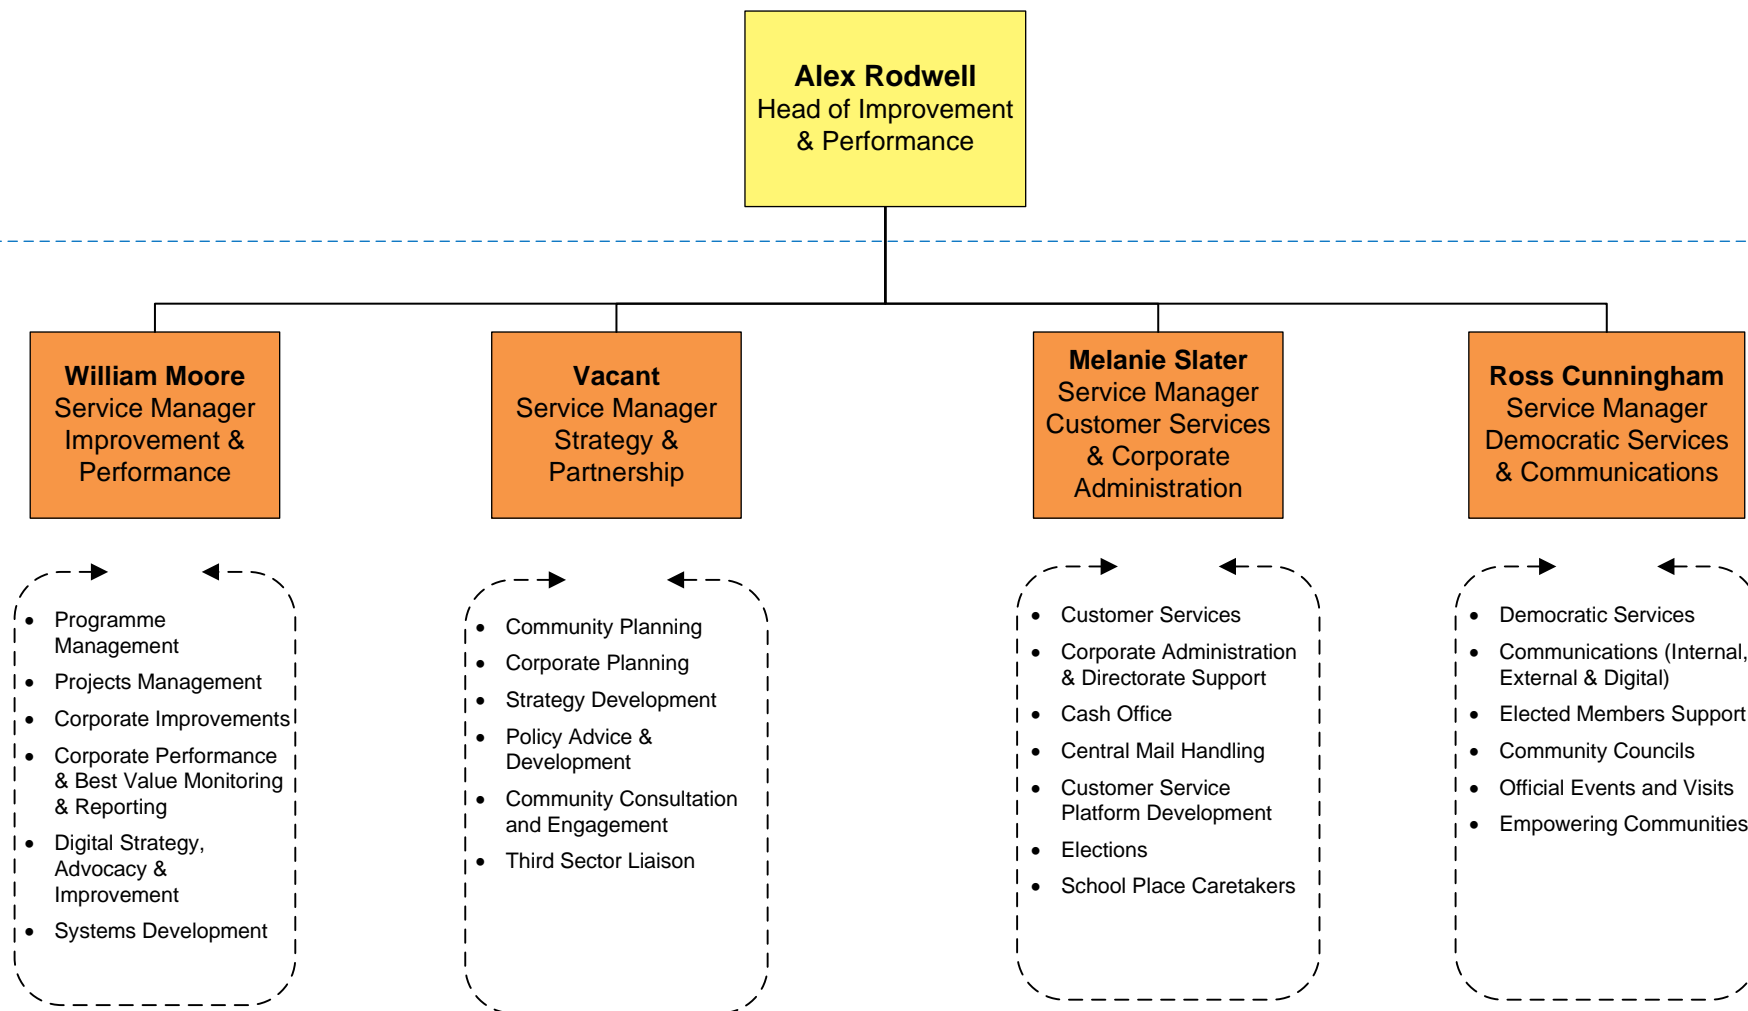 Alex Rodwell
Head of Improvement
& Performance
William Moore
Service Manager
Improvement &
Performance
Vacant
Service Manager
Strategy &
Partnership
Melanie Slater
Service Manager
Customer Services
& Corporate
Administration
Ross Cunningham
Service Manager
Democratic Services
& Communications
• Programme
Management
• Projects Management
• Corporate Improvements
• Corporate Performance
& Best Value Monitoring
& Reporting
• Digital Strategy,
Advocacy &
Improvement
• Systems Development
• Community Planning
• Corporate Planning
• Strategy Development
• Policy Advice &
Development
• Community Consultation
and Engagement
• Third Sector Liaison
• Customer Services
• Corporate Administration
& Directorate Support
• Cash Office
• Central Mail Handling
• Customer Service
Platform Development
• Elections
• School Place Caretakers
• Democratic Services
• Communications (Internal,
External & Digital)
• Elected Members Support
• Community Councils
• Official Events and Visits
• Empowering Communities